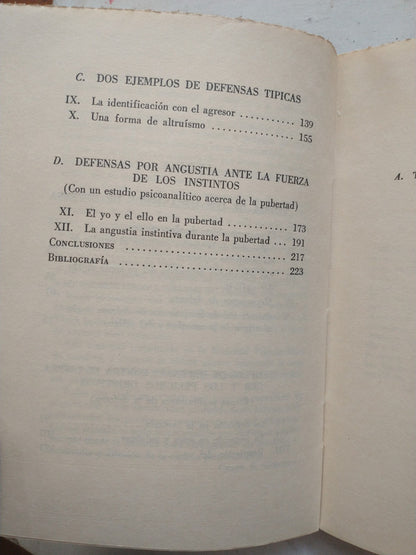 C. DOS EJEMPLOS DE DEFENSAS TIPICAS
IX. La identificación con el agresor ........... 139
X. Una forma de altruísmo .................. 155
D. DEFENSAS POR ANGUSTIA ANTE LA FUERZA
DE LOS INSTINTOS
(Con un estudio psicoanalítico acerca de la pubertad)
XI. El yo y el ello en la pubertad ............. 173
XII. La angustia instintiva durante la pubertad .. 191
CONCLUSIONES ............................... 217
BIBLIOGRAFÍA ............................... 223
A.